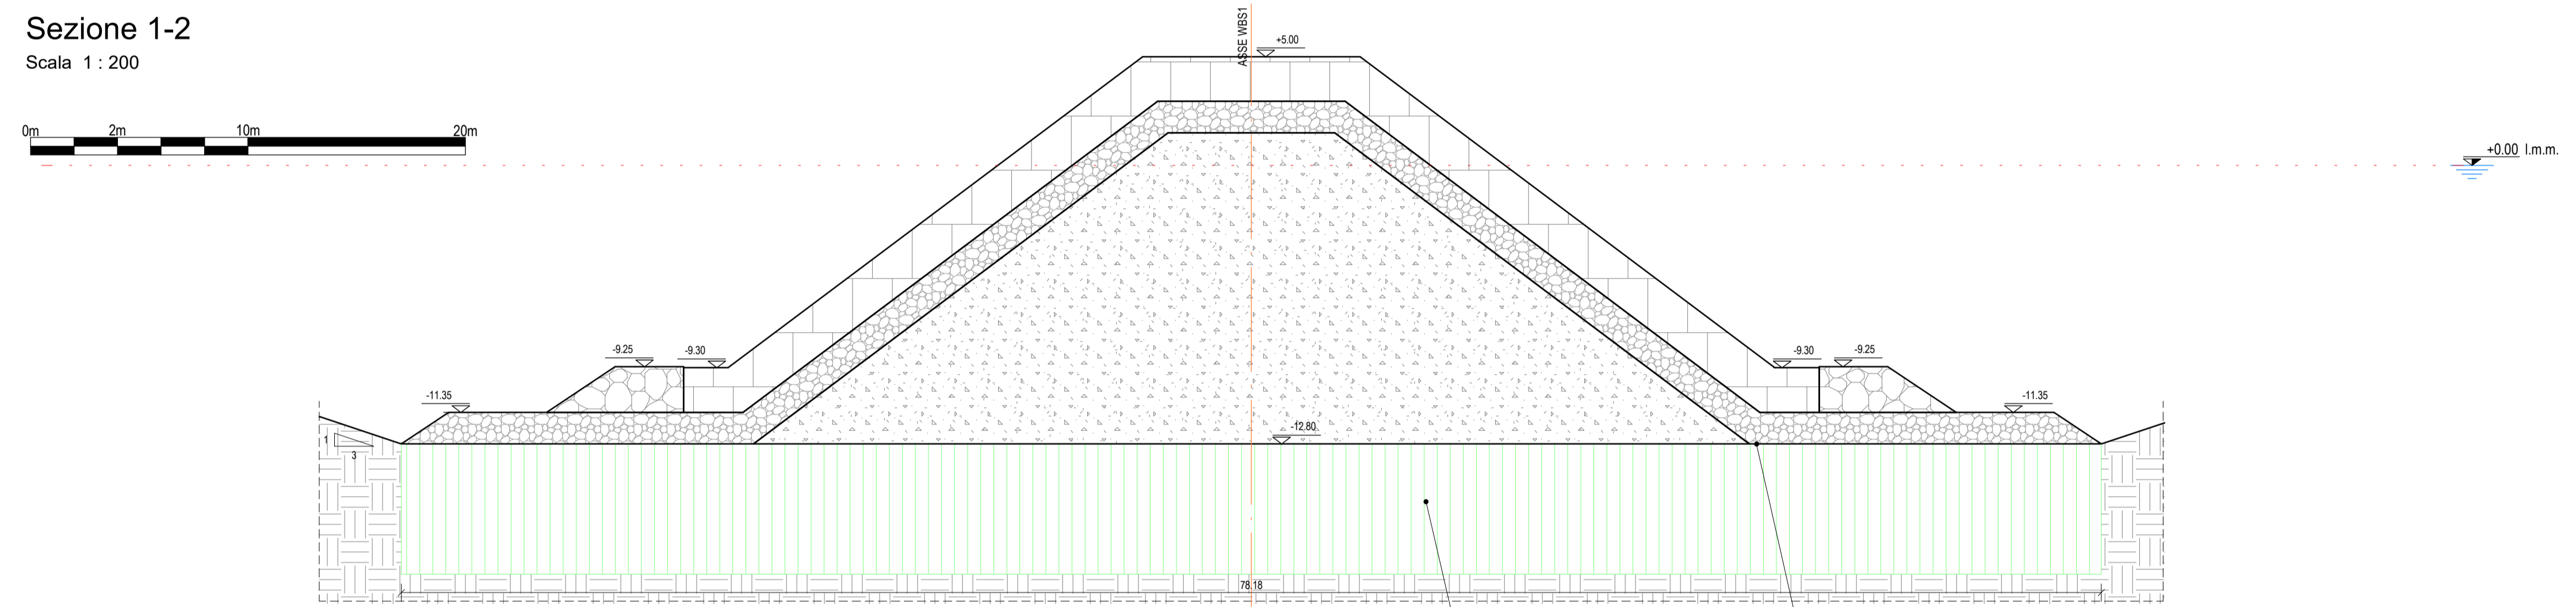 Sezione 1-2
Scala 1 : 200
0m 2m 10m 20m
ASSE WBS1
+5.00
+0.00 l.m.m.
-9.25 -9.30 -9.30 -9.25
-11.35 -11.35
-12.80
1
3
78.18